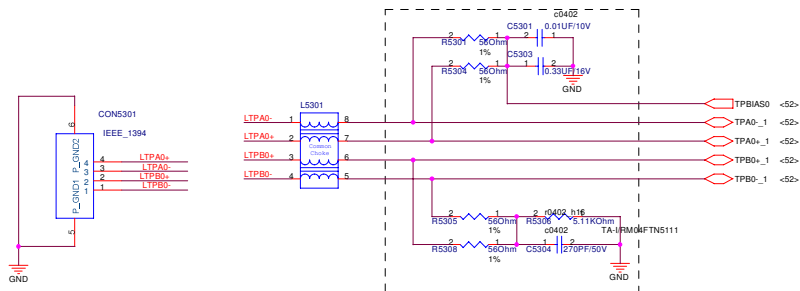 c0402
C5301 0.01UF/10V
2 1 2 1
R5301 56Ohm
1%
C5303
2 1 1 2
R5304 56Ohm 0.33UF/16V
1%
GND
TPBIAS0 <52>
CON5301
IEEE_1394
L5301
LTPA0- 1 8 TPA0-_1 <52>
LTPA0+ 2 7 TPA0+_1 <52>
Common
Choke
LTPB0+ 3 6 TPB0+_1 <52>
LTPB0- 4 5 TPB0-_1 <52>
6
P_GND2
P_GND1
4 4 LTPA0+
3 3 LTPA0-
2 2 LTPB0+
1 1 LTPB0-
5
GND
r0402_h16
2 1 2 1
R5305 56Ohm R5306 5.11KOhm
1% TA-I/RM04FTN5111
c0402
2 1 1 2
R5308 56Ohm C5304 270PF/50V
1%
GND